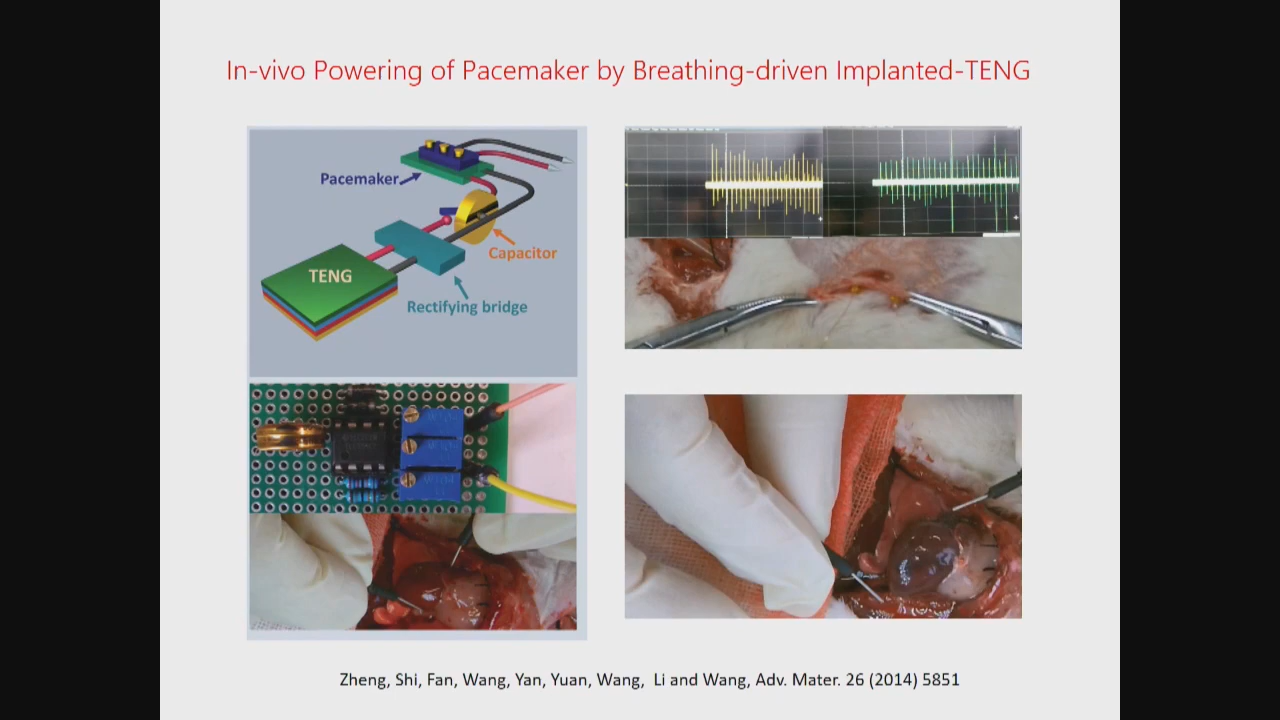 In-vivo Powering of Pacemaker by Breathing-driven Implanted-TENG
Pacemaker
Capacitor
TENG
Rectifying bridge
Zheng, Shi, Fan, Wang, Yan, Yuan, Wang, Li and Wang, Adv. Mater. 26 (2014) 5851